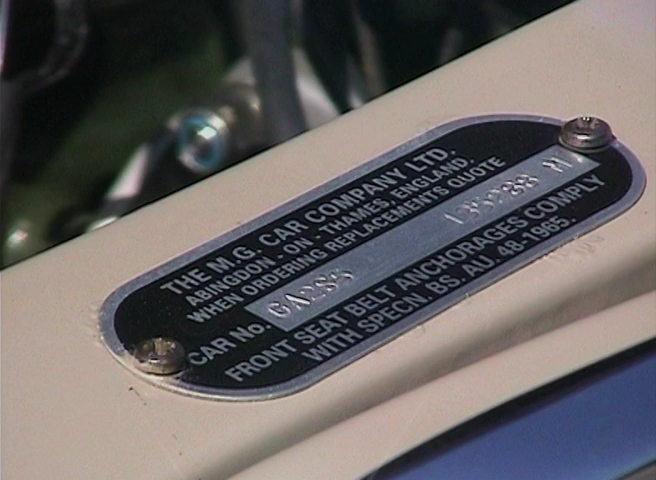 THE M.G. CAR COMPANY LTD.
ABINGDON - ON - THAMES, ENGLAND.
WHEN ORDERING REPLACEMENTS QUOTE
CAR No.
FRONT SEAT BELT ANCHORAGES COMPLY
WITH SPECN. BS. AU. 48-1965.